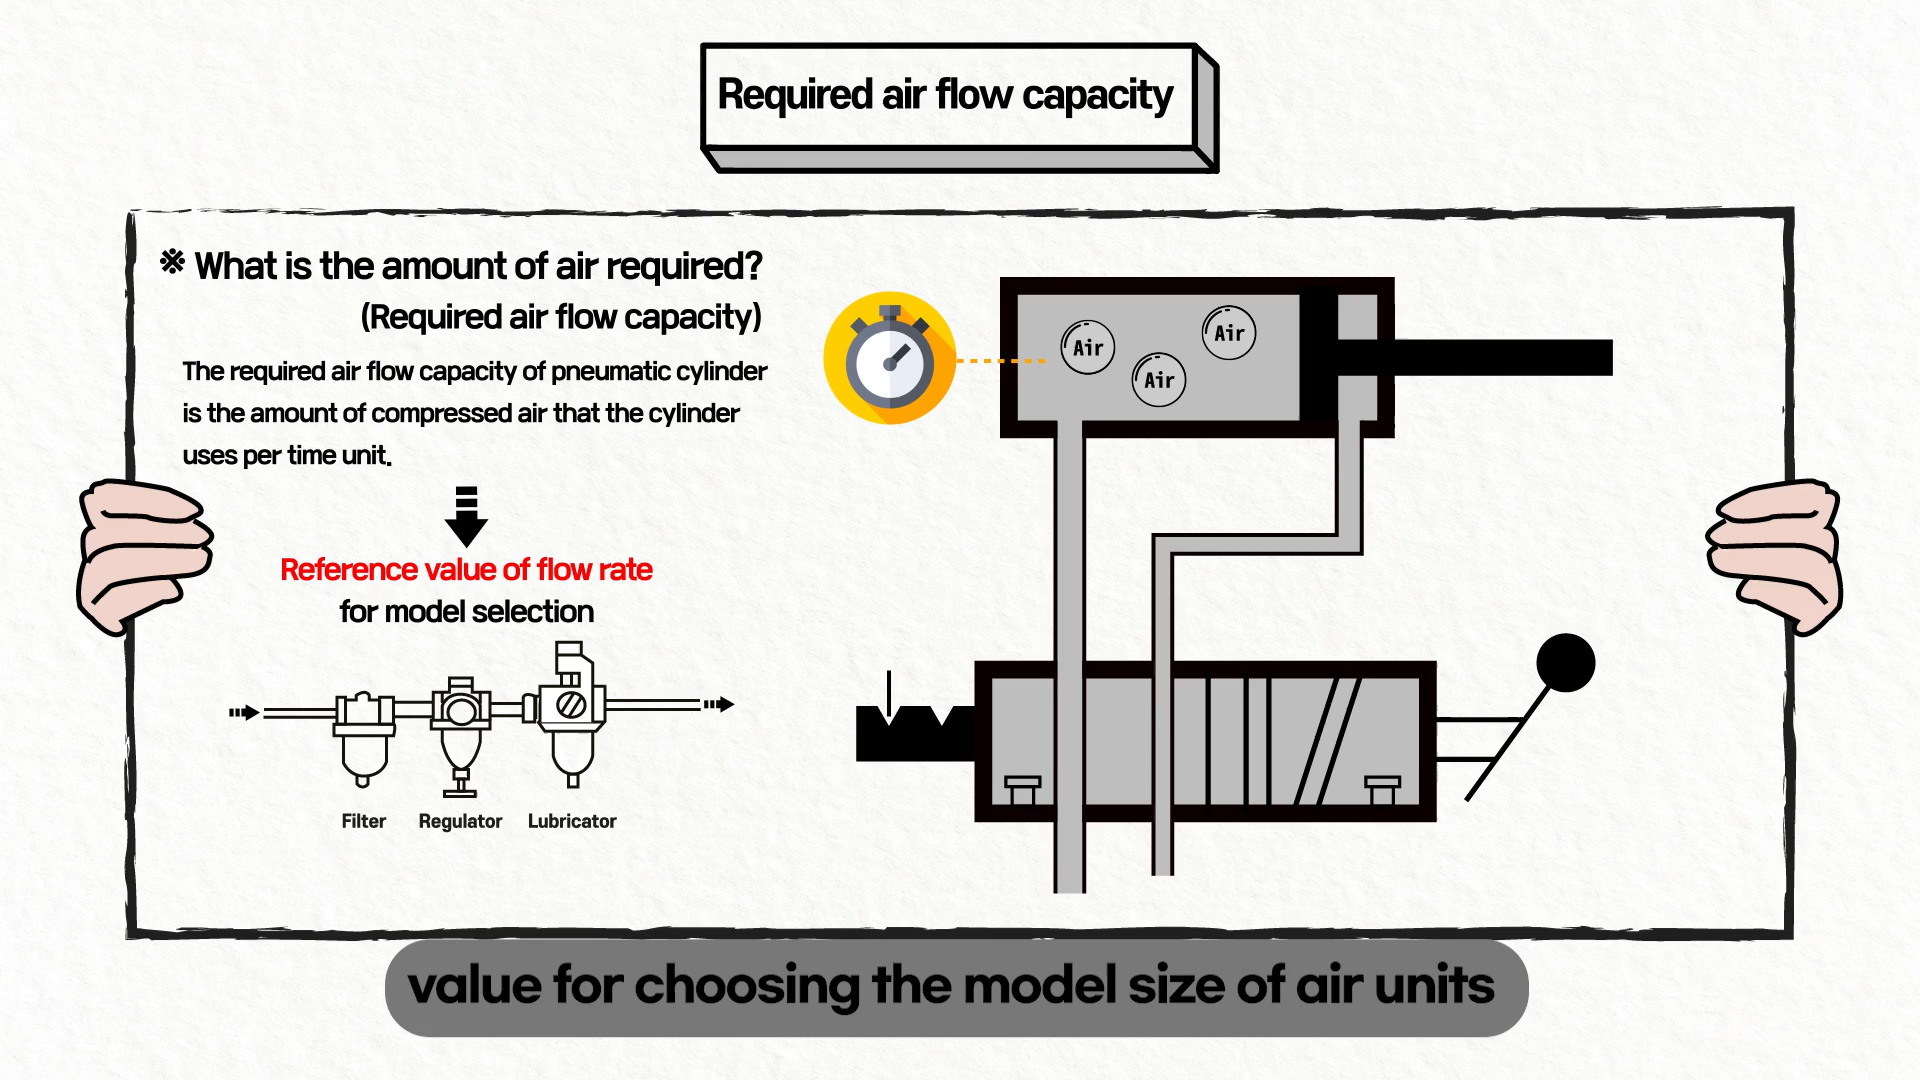 Required air flow capacity
※ What is the amount of air required?
(Required air flow capacity)
The required air flow capacity of pneumatic cylinder
is the amount of compressed air that the cylinder
uses per time unit.
Reference value of flow rate
for model selection
Filter
Regulator
Lubricator
Air
Air
Air
value for choosing the model size of air units